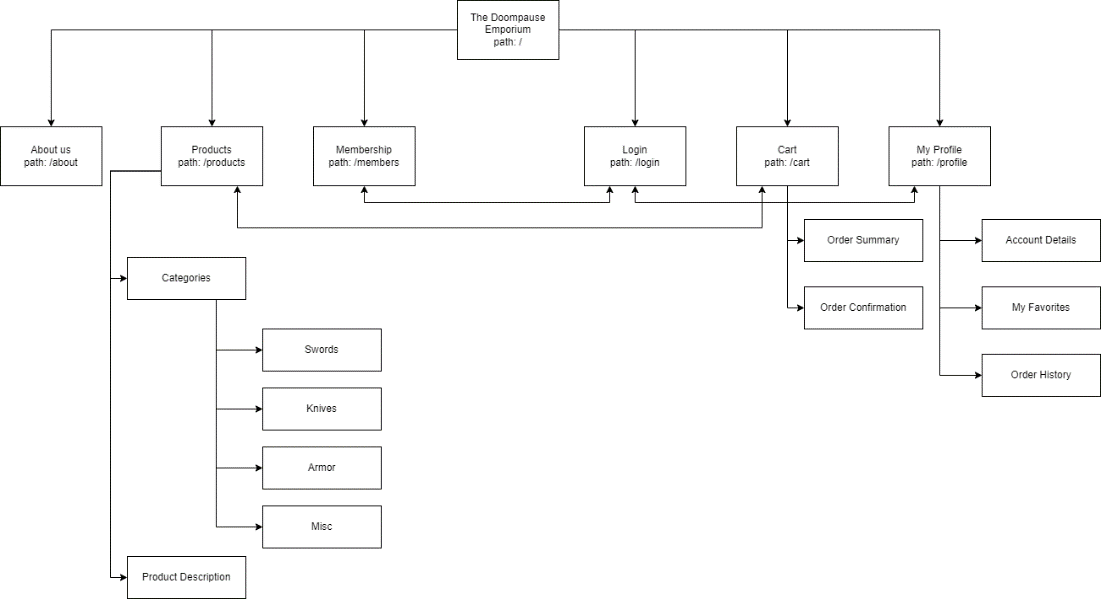 The Doompause
Emporium
path: /
About us
path: /about
Products
path: /products
Membership
path: /members
Login
path: /login
Cart
path: /cart
My Profile
path: /profile
Order Summary
Account Details
Categories
Order Confirmation
My Favorites
Swords
Order History
Knives
Armor
Misc
Product Description